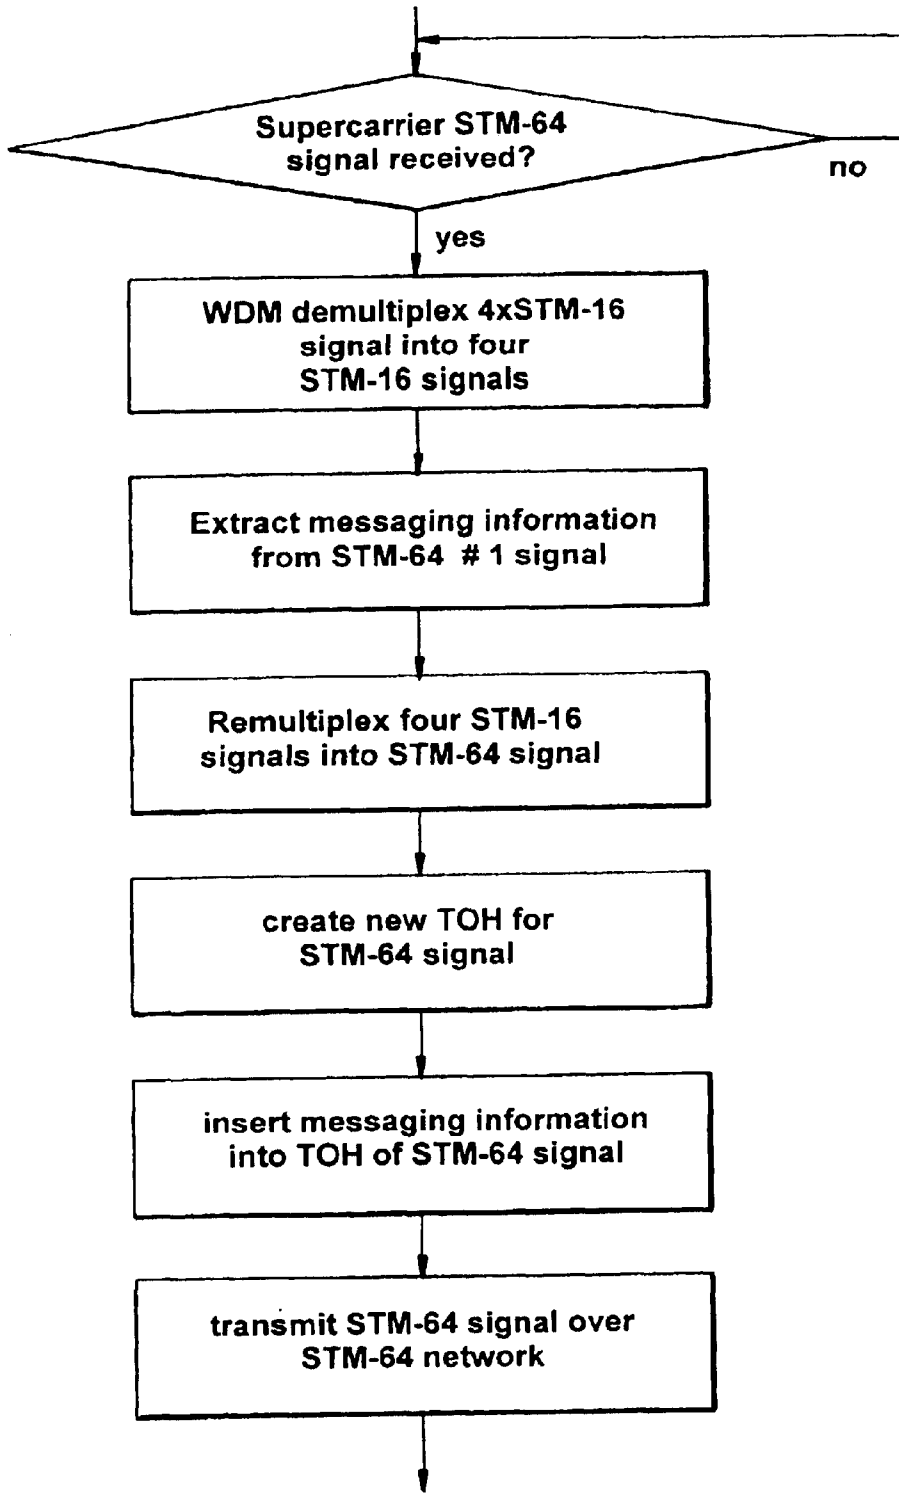 Supercarrier STM-64
signal received?
no
yes
WDM demultiplex 4xSTM-16
signal into four
STM-16 signals
Extract messaging information
from STM-64 # 1 signal
Remultiplex four STM-16
signals into STM-64 signal
create new TOH for
STM-64 signal
insert messaging information
into TOH of STM-64 signal
transmit STM-64 signal over
STM-64 network